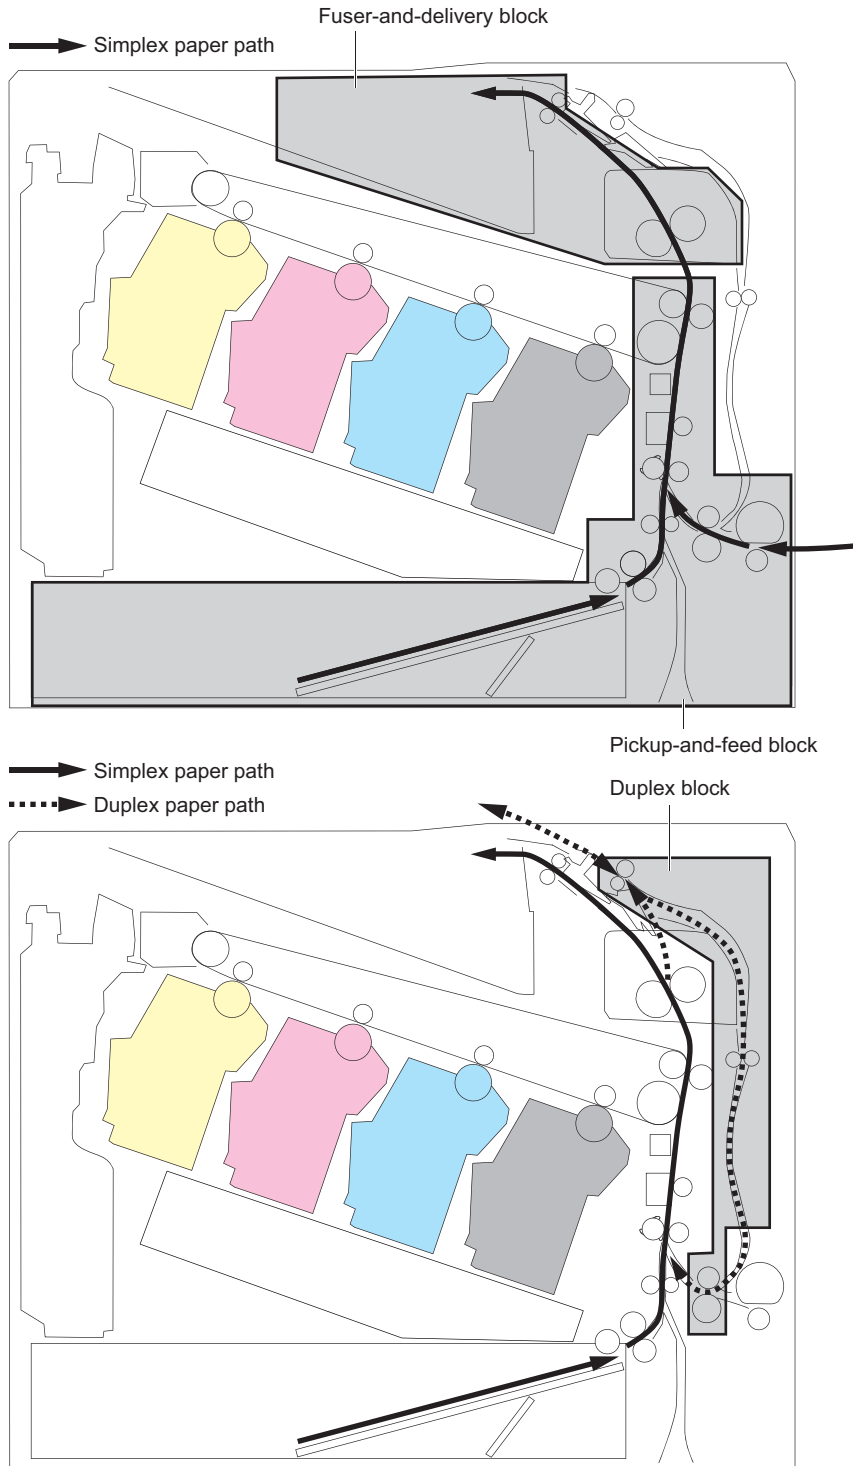 Fuser-and-delivery block
Simplex paper path
Pickup-and-feed block
Simplex paper path
Duplex block
Duplex paper path